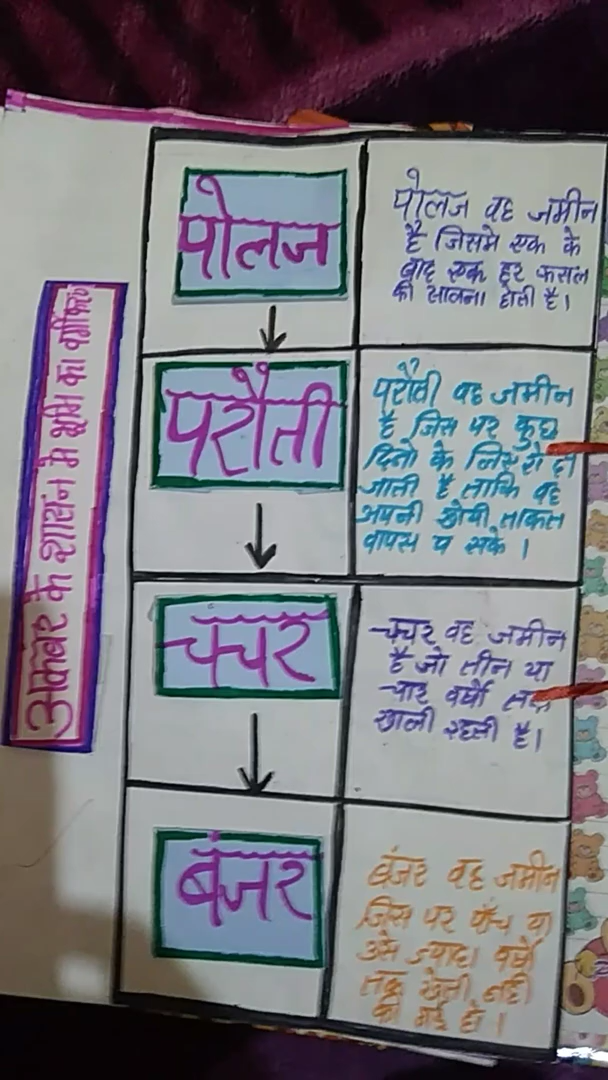 अकबर के शासन में भूमि का वर्गीकरण
पोलज
पोलज वह जमीन
है जिसमे एक के
बाद एक हर फसल
की सालना होती है।
परौती
परौती वह जमीन
है जिस पर कुछ
दिनो के लिए रो दी
जाती है ताकि वह
अपनी खोयी ताकत
वापस प सके ।
चचर
चचर वह जमीन
है जो तीन या
चार वर्षो तक
खाली रहती है।
बंजर
बंजर वह जमीन
जिस पर पाँच या
उसे ज्यादा वर्षो
तक खेती नही
की गई हो ।